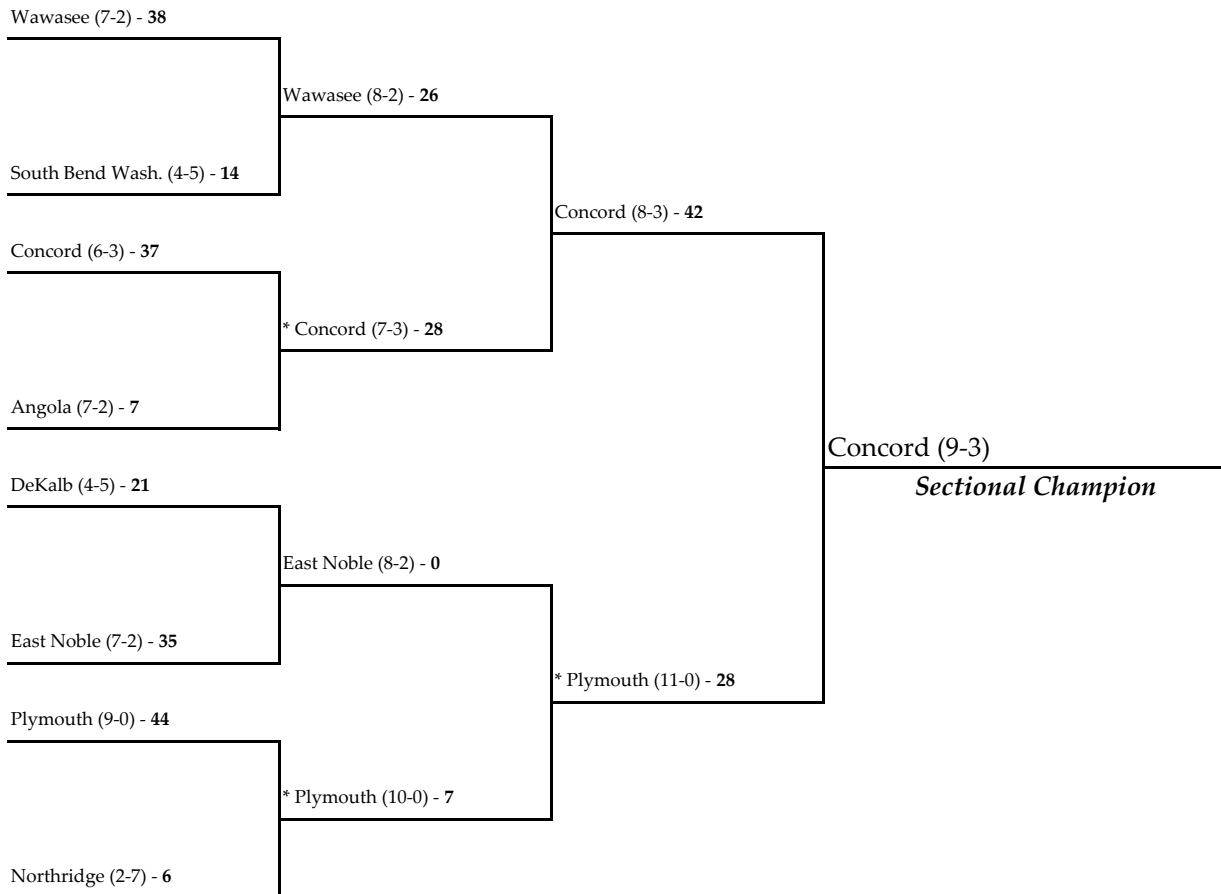 Wawasee (7-2) - 38
Wawasee (8-2) - 26
South Bend Wash. (4-5) - 14
Concord (8-3) - 42
Concord (6-3) - 37
* Concord (7-3) - 28
Angola (7-2) - 7
Concord (9-3)
Sectional Champion
DeKalb (4-5) - 21
East Noble (8-2) - 0
East Noble (7-2) - 35
* Plymouth (11-0) - 28
Plymouth (9-0) - 44
* Plymouth (10-0) - 7
Northridge (2-7) - 6